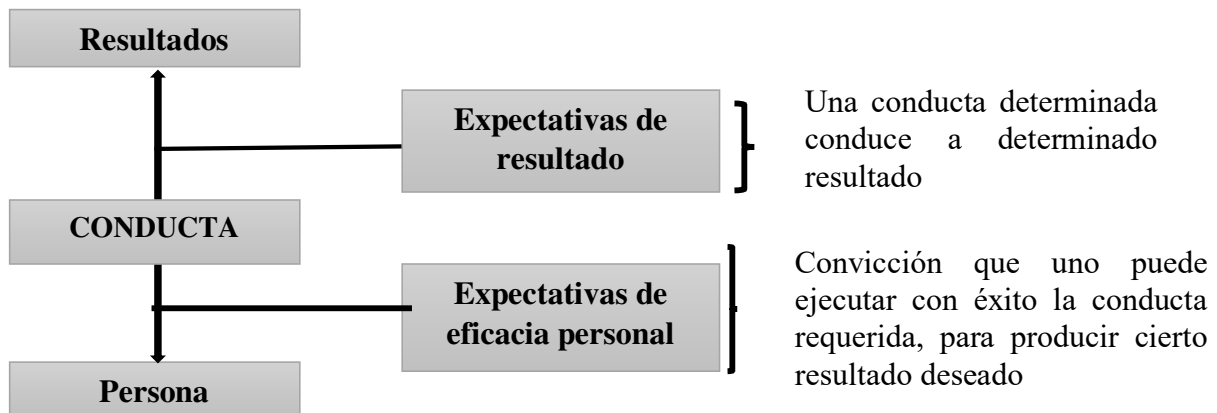 Resultados
Expectativas de
resultado
Una conducta determinada
conduce a determinado
resultado
CONDUCTA
Expectativas de
eficacia personal
Convicción que uno puede
ejecutar con éxito la conducta
requerida, para producir cierto
resultado deseado
Persona